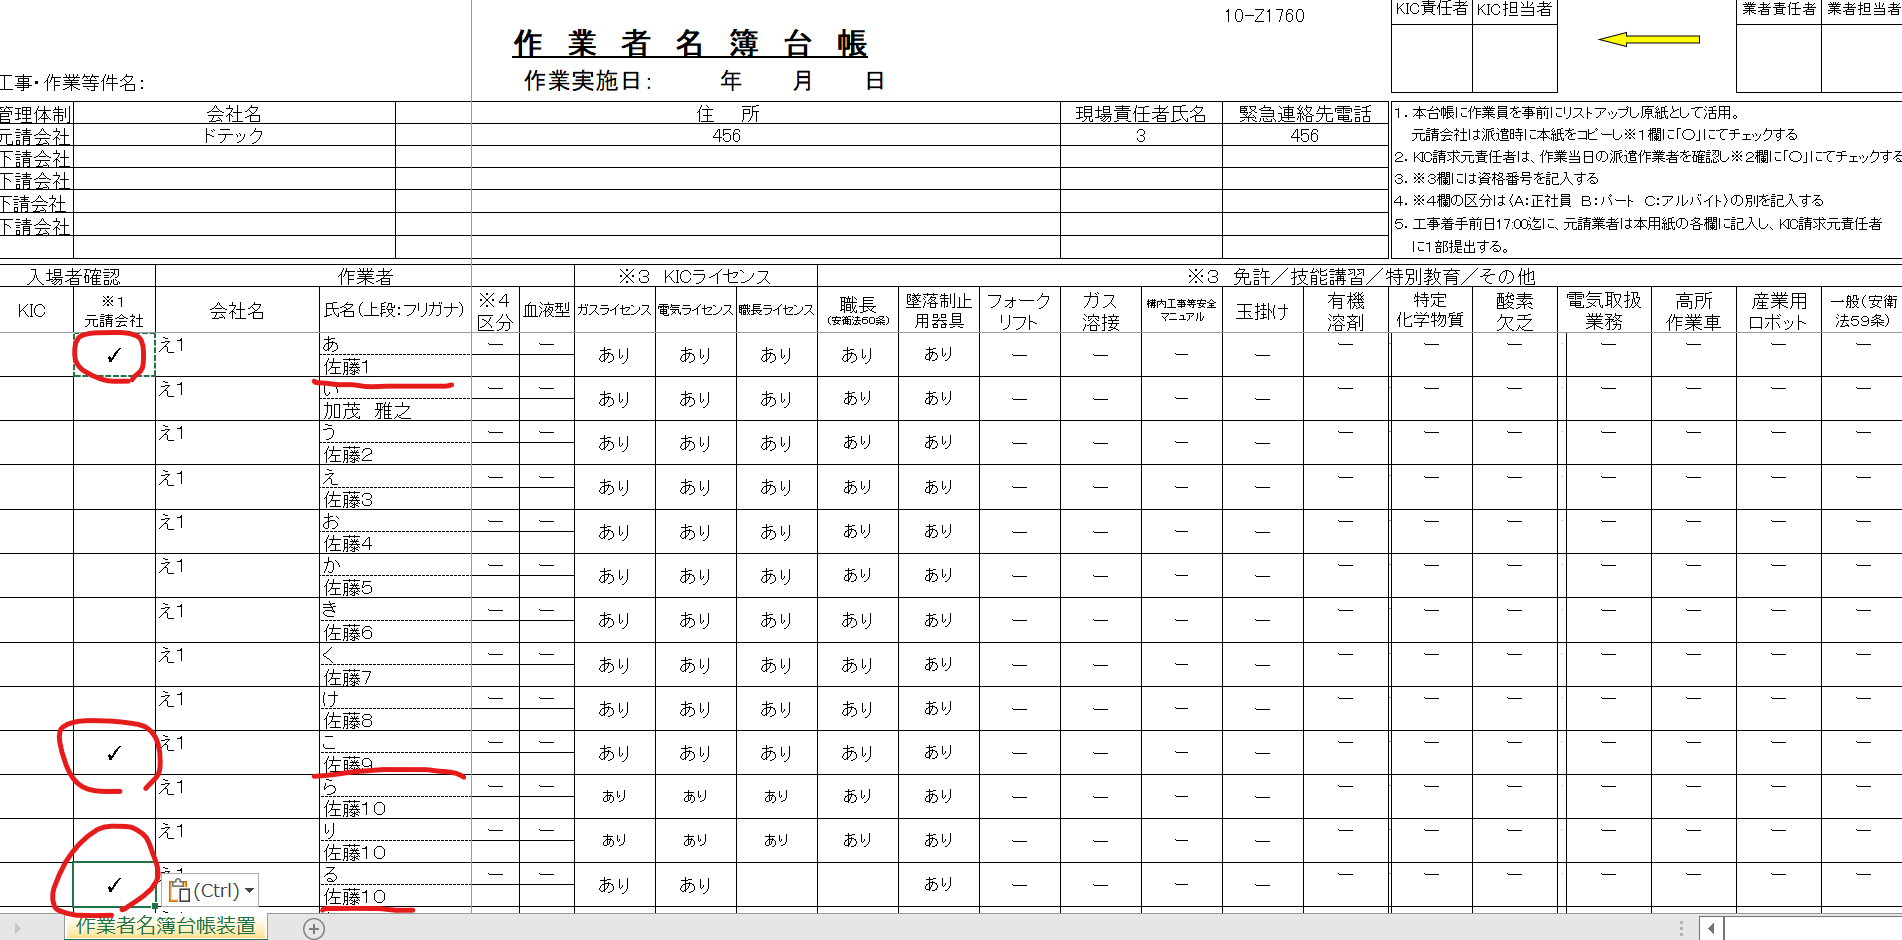 10-Z1760
KIC責任者 KIC担当者 業者責任者 業者担当者
作業者名簿台帳
作業実施日: 年 月 日
工事・作業等件名:
管理体制 会社名 住 所 現場責任者氏名 緊急連絡先電話
元請会社 ドテック 456 3 456
下請会社
下請会社
下請会社
下請会社
1. 本台帳に作業員を事前にリストアップし原紙として活用。
元請会社は派遣時に本紙をコピーし※1欄に「〇」にてチェックする
2. KIC請求元責任者は、作業当日の派遣作業者を確認し※2欄に「〇」にてチェックする
3. ※3欄には資格番号を記入する
4. ※4欄の区分は(A:正社員 B:パート C:アルバイト)の別を記入する
5. 工事着手前日17:00迄に、元請業者は本用紙の各欄に記入し、KIC請求元責任者
に1部提出する。
入場者確認 作業者 ※3 KICライセンス ※3 免許/技能講習/特別教育/その他
KIC ※1 元請会社 会社名 氏名(上段:フリガナ) ※4 区分 血液型 ガスライセンス 電気ライセンス 職長ライセンス 職長 (安衛法60条) 墜落制止用器具 フォークリフト ガス溶接 構内工事等安全マニュアル 玉掛け 有機溶剤 特定化学物質 酸素欠乏 電気取扱業務 高所作業車 産業用ロボット 一般(安衛法59条)
✓ え1 あ ー ー あり あり あり あり あり ー ー ー ー ー ー ー ー ー ー ー
佐藤1
え1 い ー ー あり あり あり あり あり ー ー ー ー ー ー ー ー ー ー ー
加茂 雅之
え1 う ー ー あり あり あり あり あり ー ー ー ー ー ー ー ー ー ー ー
佐藤2
え1 え ー ー あり あり あり あり あり ー ー ー ー ー ー ー ー ー ー ー
佐藤3
え1 お ー ー あり あり あり あり あり ー ー ー ー ー ー ー ー ー ー ー
佐藤4
え1 か ー ー あり あり あり あり あり ー ー ー ー ー ー ー ー ー ー ー
佐藤5
え1 き ー ー あり あり あり あり あり ー ー ー ー ー ー ー ー ー ー ー
佐藤6
え1 く ー ー あり あり あり あり あり ー ー ー ー ー ー ー ー ー ー ー
佐藤7
え1 け ー ー あり あり あり あり あり ー ー ー ー ー ー ー ー ー ー ー
佐藤8
✓ え1 こ ー ー あり あり あり あり あり ー ー ー ー ー ー ー ー ー ー ー
佐藤9
え1 ら ー ー あり あり あり あり あり ー ー ー ー ー ー ー ー ー ー ー
佐藤10
え1 り ー ー あり あり あり あり あり ー ー ー ー ー ー ー ー ー ー ー
佐藤10
✓ る ー ー あり あり あり ー ー ー ー ー ー ー ー ー ー ー
(Ctrl) 佐藤10
作業者名簿台帳装置